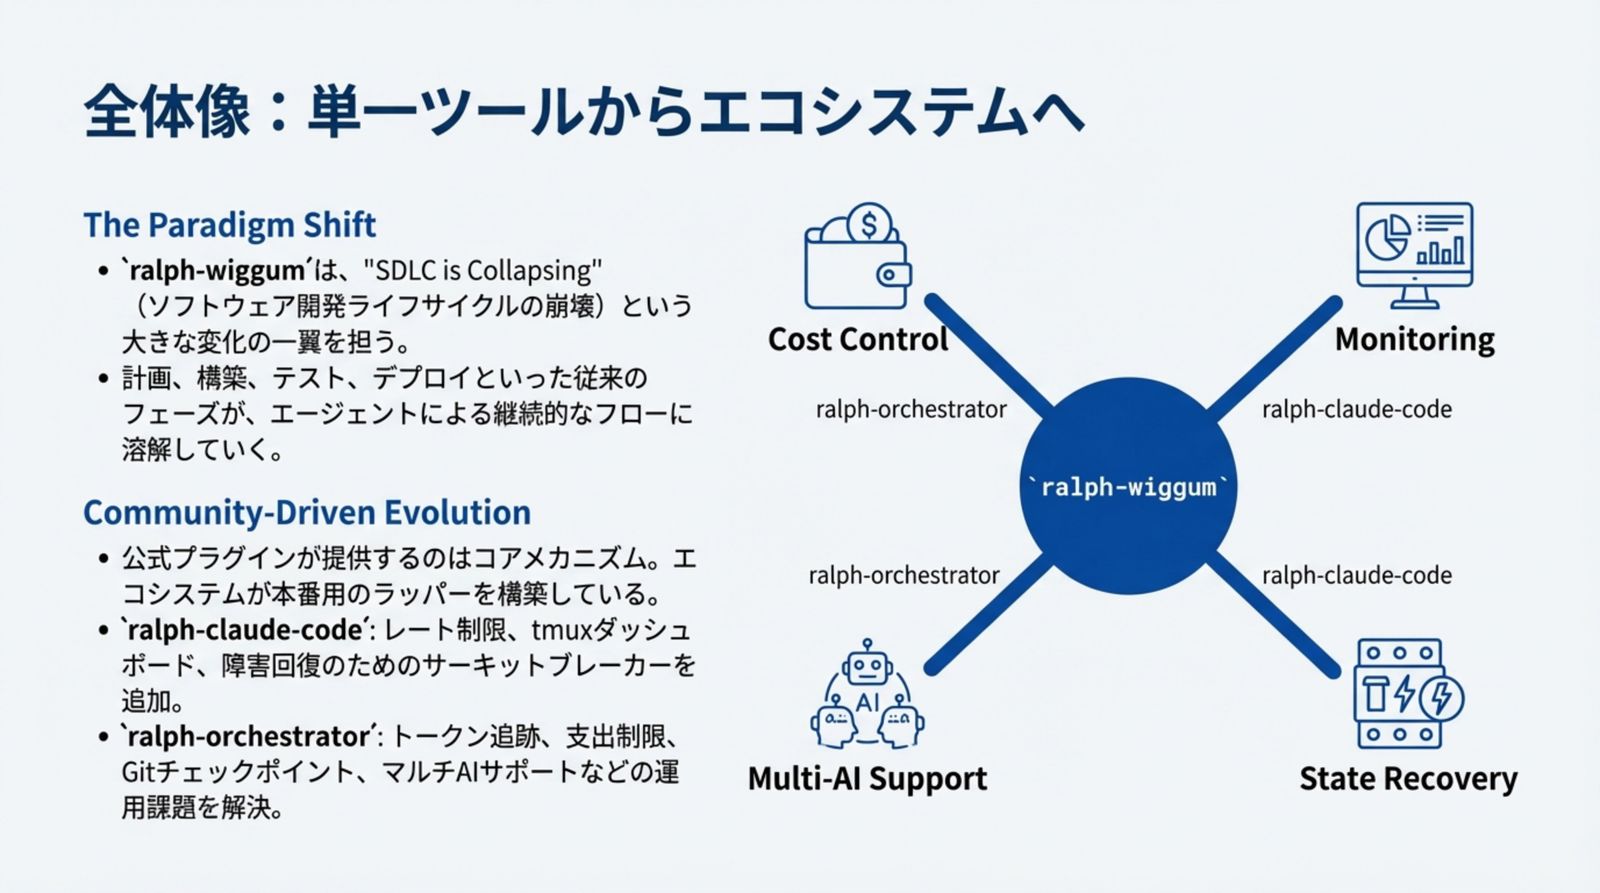 全体像：単一ツールからエコシステムへ
The Paradigm Shift
• `ralph-wiggum´は、"SDLC is Collapsing"
（ソフトウェア開発ライフサイクルの崩壊）という
大きな変化の一翼を担う。
• 計画、構築、テスト、デプロイといった従来の
フェーズが、エージェントによる継続的なフローに
溶解していく。
Community-Driven Evolution
• 公式プラグインが提供するのはコアメカニズム。エ
コシステムが本番用のラッパーを構築している。
• `ralph-claude-code´: レート制限、tmuxダッシュ
ボード、障害回復のためのサーキットブレーカーを
追加。
• `ralph-orchestrator´: トークン追跡、支出制限、
Gitチェックポイント、マルチAIサポートなどの運
用課題を解決。
$
Cost Control
Monitoring
ralph-orchestrator
ralph-claude-code
`ralph-wiggum`
ralph-orchestrator
ralph-claude-code
AI
Multi-AI Support
State Recovery